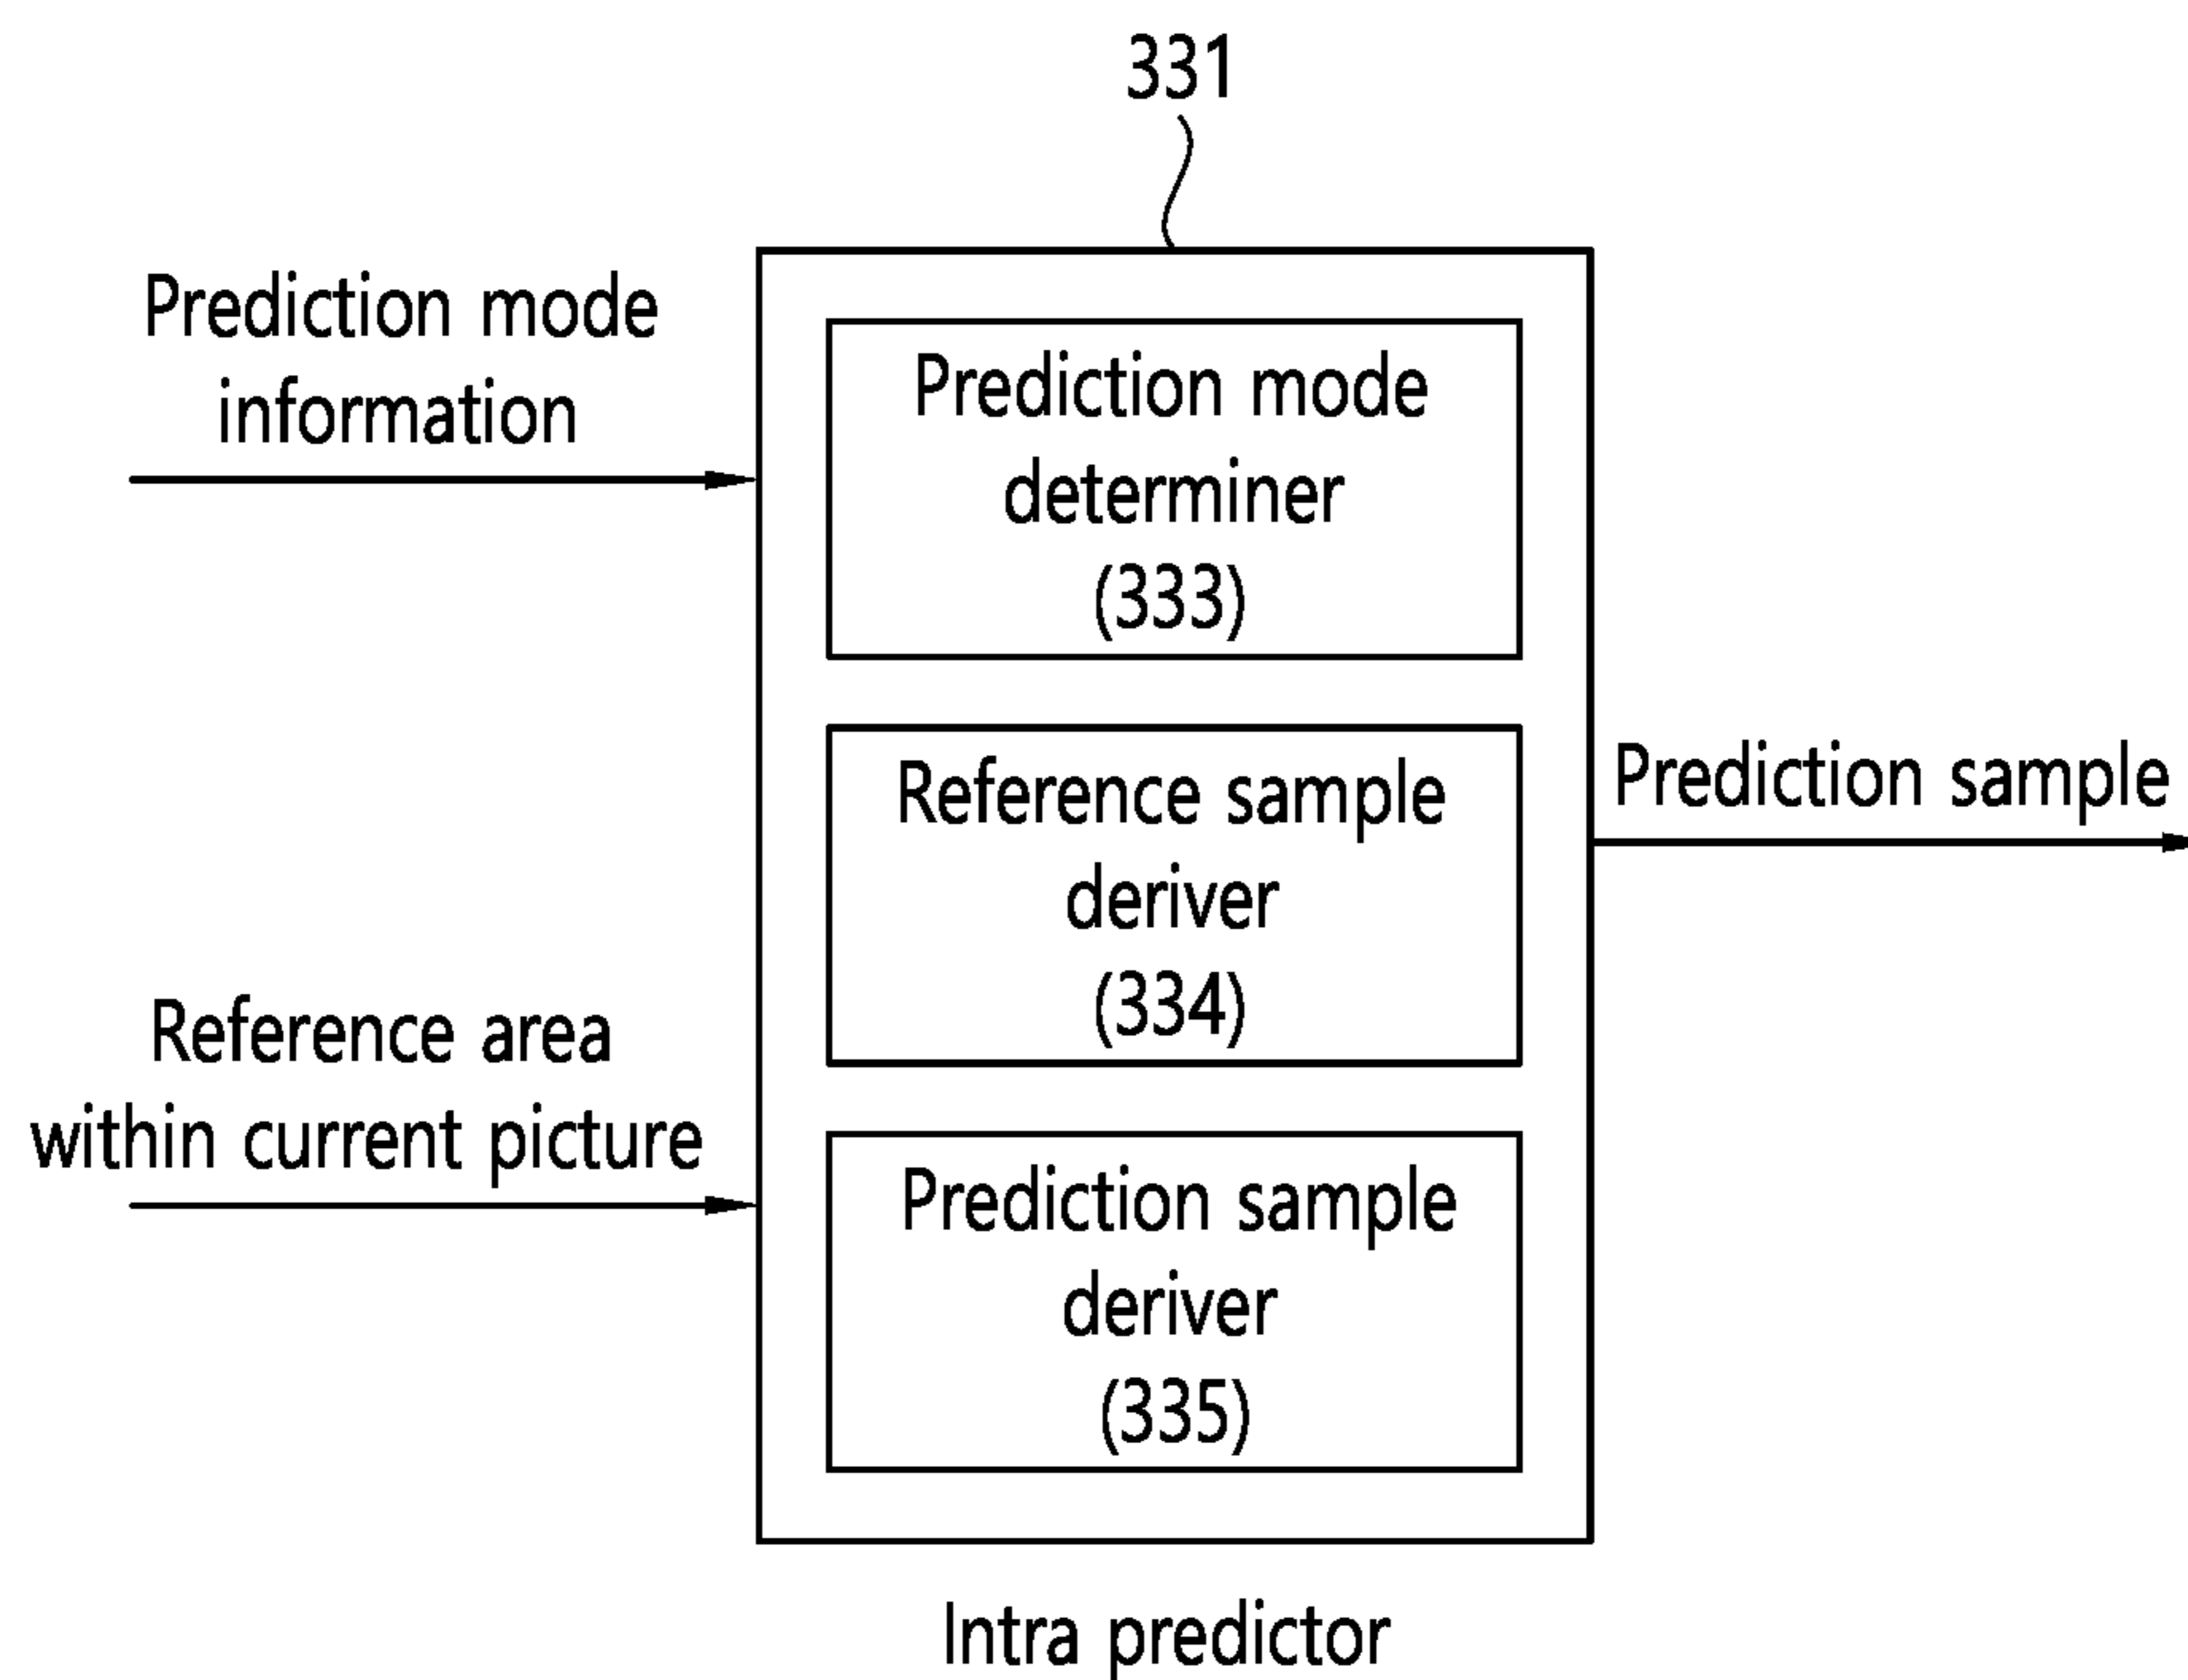 331
Prediction mode
information
Prediction mode
determiner
(333)
Reference sample
deriver
(334)
Prediction sample
Reference area
within current picture
Prediction sample
deriver
(335)
Intra predictor